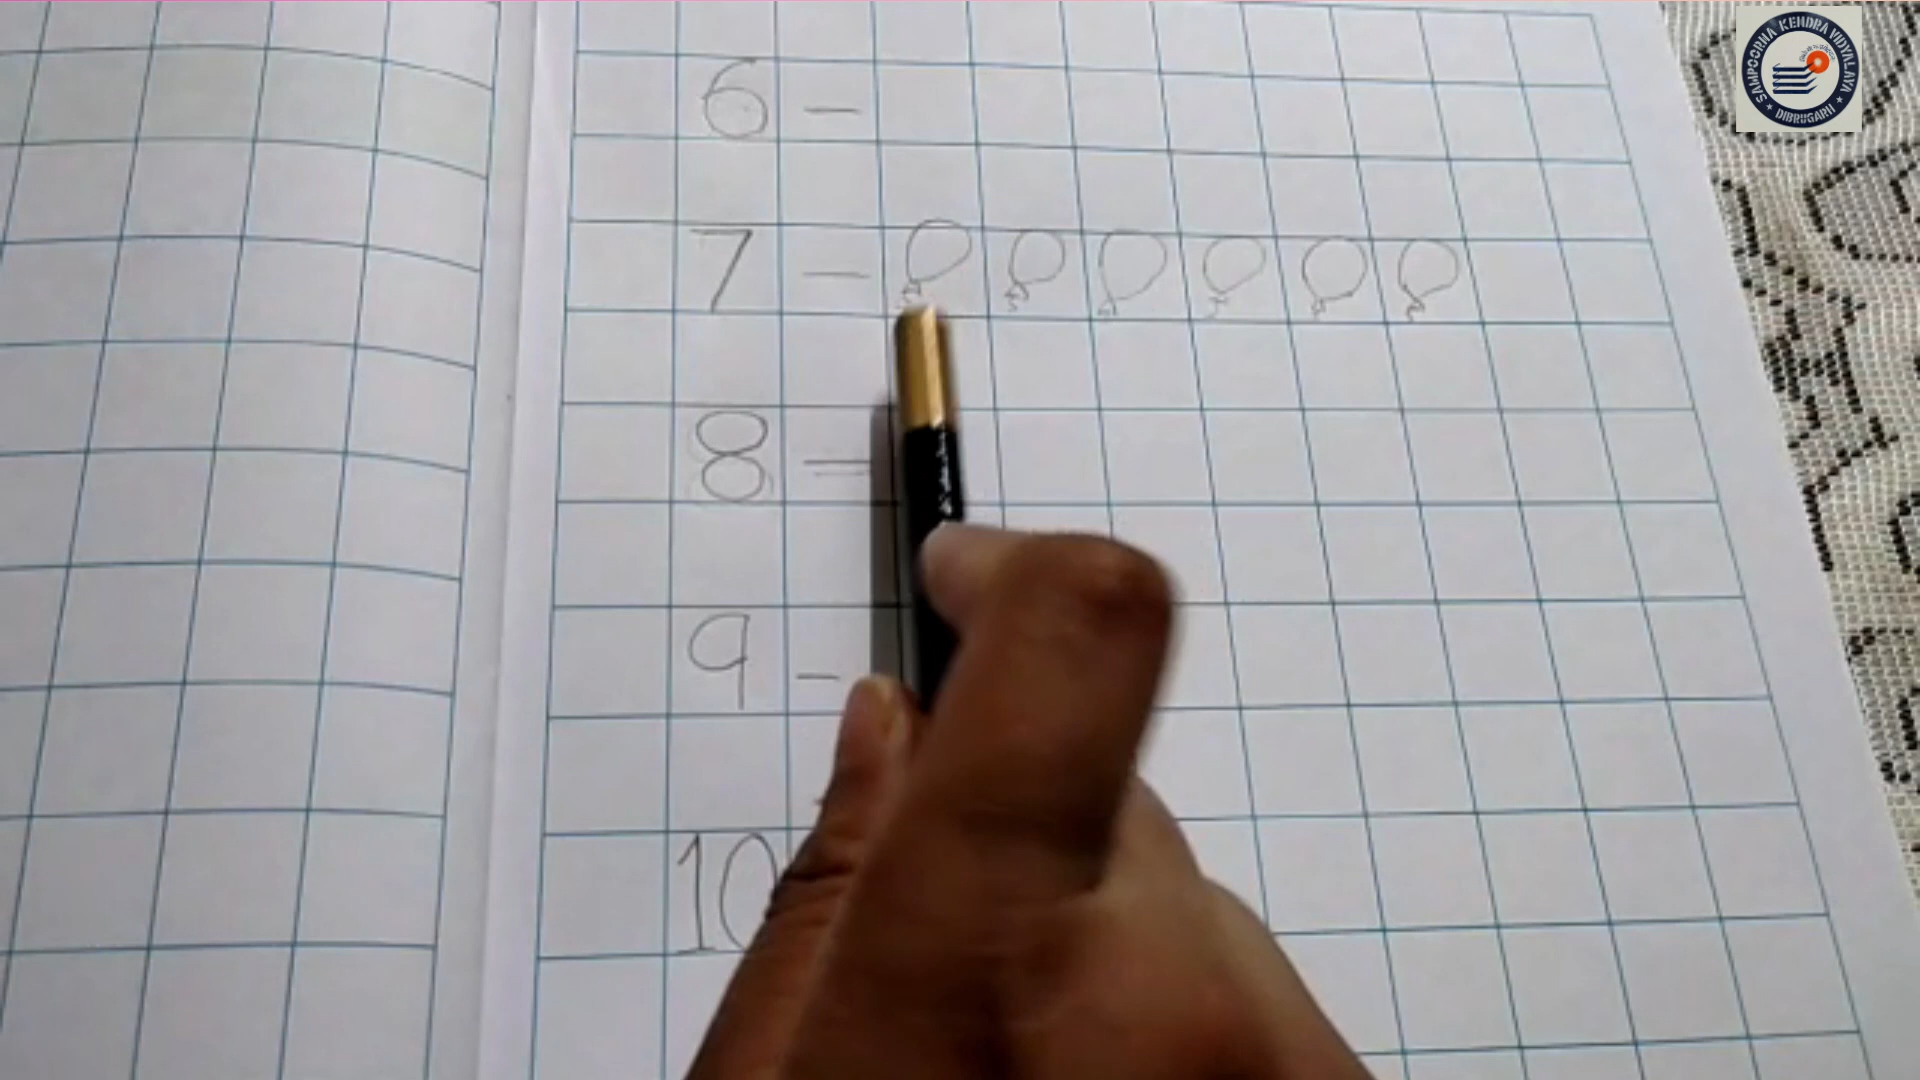 SAMPOORNA KENDRA VIDYALAYA
★ DIBRUGARH ★
6 -
7 -
8 -
9 -
10